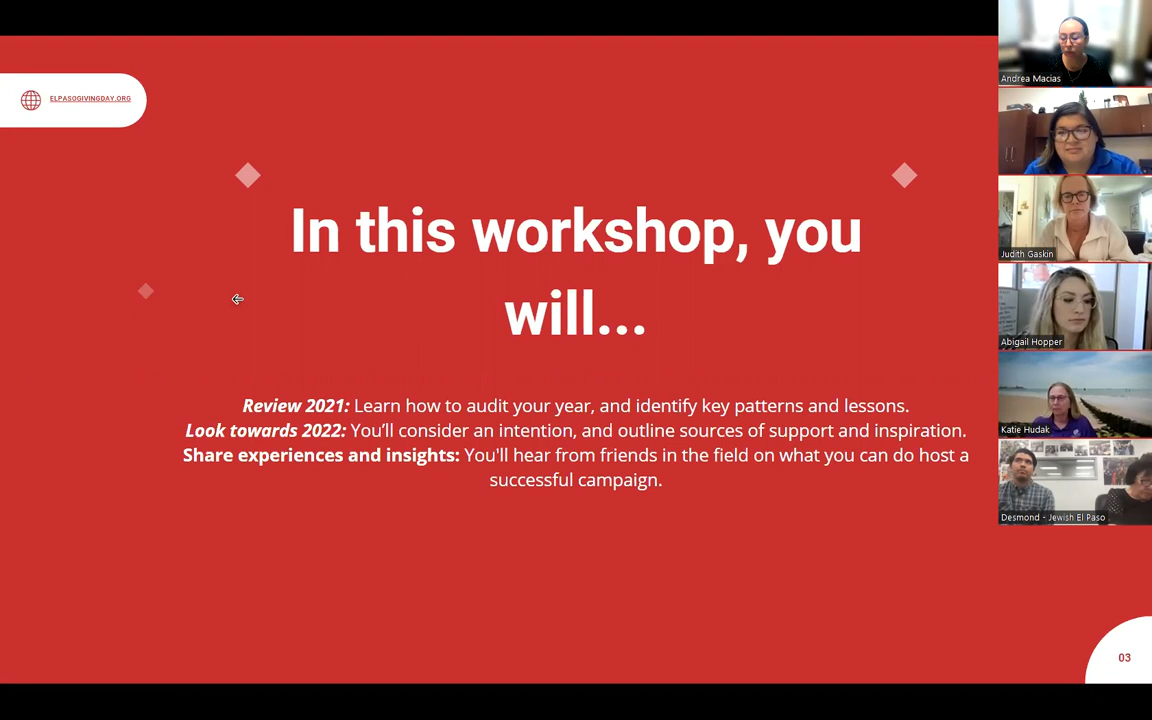 ELPASOGIVINGDAY.ORG
In this workshop, you
will...
Review 2021: Learn how to audit your year, and identify key patterns and lessons.
Look towards 2022: You’ll consider an intention, and outline sources of support and inspiration.
Share experiences and insights: You'll hear from friends in the field on what you can do host a
successful campaign.
03
Andrea Macias
Judith Gaskin
Abigail Hopper
Katie Hudak
Desmond - Jewish El Paso